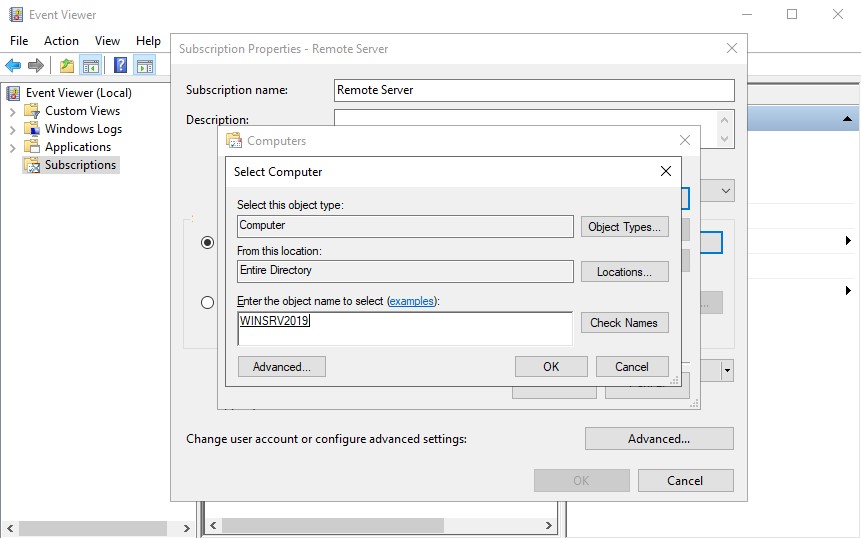 Event Viewer
File Action View Help
Event Viewer (Local)
Custom Views
Windows Logs
Applications
Subscriptions
Subscription Properties - Remote Server
Subscription name: Remote Server
Description:
Computers
Select Computer
Select this object type:
Computer
Object Types...
From this location:
Entire Directory
Locations...
Enter the object name to select (examples):
WINSRV2019
Check Names
Advanced... OK Cancel
Change user account or configure advanced settings: Advanced...
OK Cancel